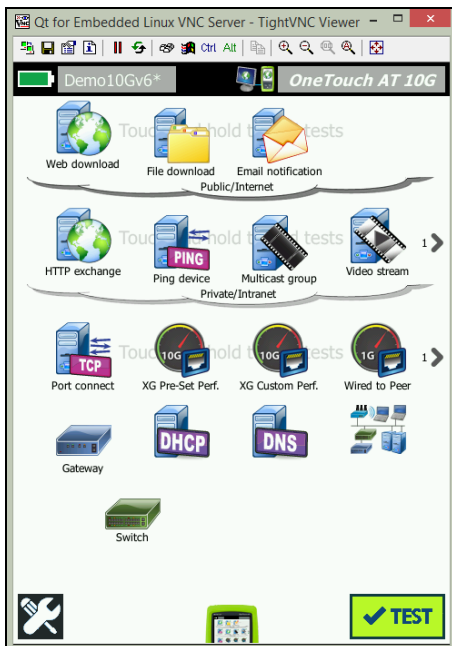 Qt for Embedded Linux VNC Server - TightVNC Viewer
Ctrl Alt
Demo10Gv6* OneTouch AT 10G
Touch and hold to add tests
Web download File download Email notification
Public/Internet
Touch and hold to add tests
PING
HTTP exchange Ping device Multicast group Video stream 1
Private/Intranet
Touch and hold to add tests
TCP 10G 10G 1G
Port connect XG Pre-Set Perf. XG Custom Perf. Wired to Peer 1
DHCP DNS
Gateway
Switch
TEST